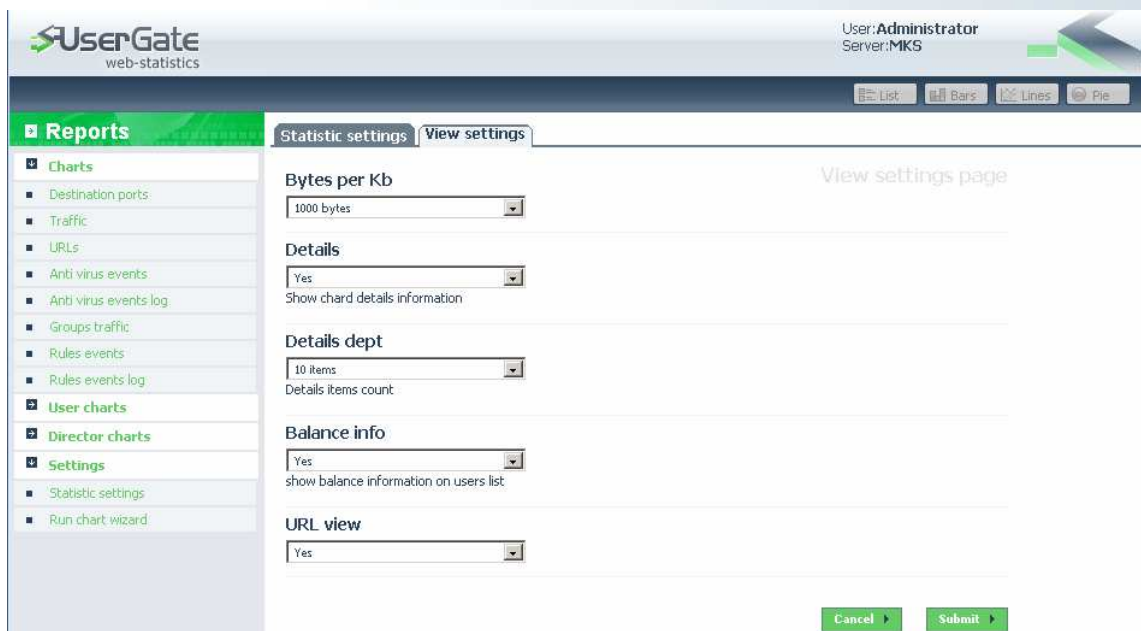 UserGate
web-statistics
User:Administrator
Server:MKS
List
Bars
Lines
Pie
Reports
Charts
Destination ports
Traffic
URLs
Anti virus events
Anti virus events log
Groups traffic
Rules events
Rules events log
User charts
Director charts
Settings
Statistic settings
Run chart wizard
Statistic settings
View settings
View settings page
Bytes per Kb
1000 bytes
Details
Yes
Show chard details information
Details dept
10 items
Details items count
Balance info
Yes
show balance information on users list
URL view
Yes
Cancel
Submit